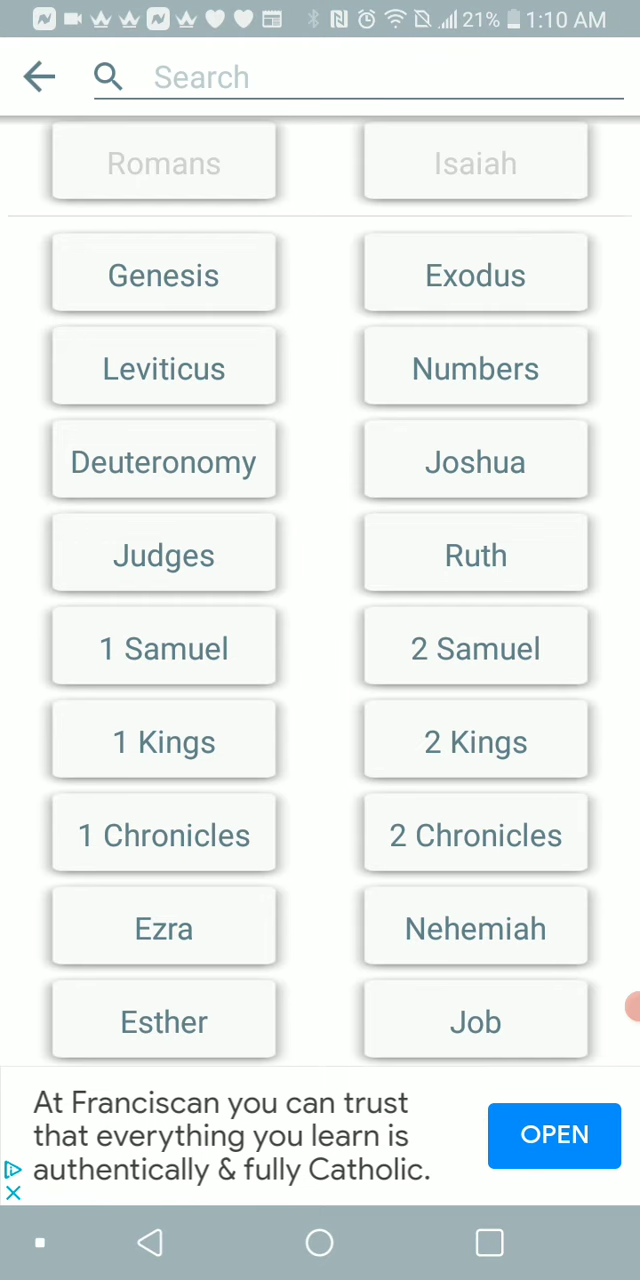 21% 1:10 AM
Search
Romans Isaiah
Genesis Exodus
Leviticus Numbers
Deuteronomy Joshua
Judges Ruth
1 Samuel 2 Samuel
1 Kings 2 Kings
1 Chronicles 2 Chronicles
Ezra Nehemiah
Esther Job
At Franciscan you can trust
that everything you learn is
authentically & fully Catholic.
OPEN